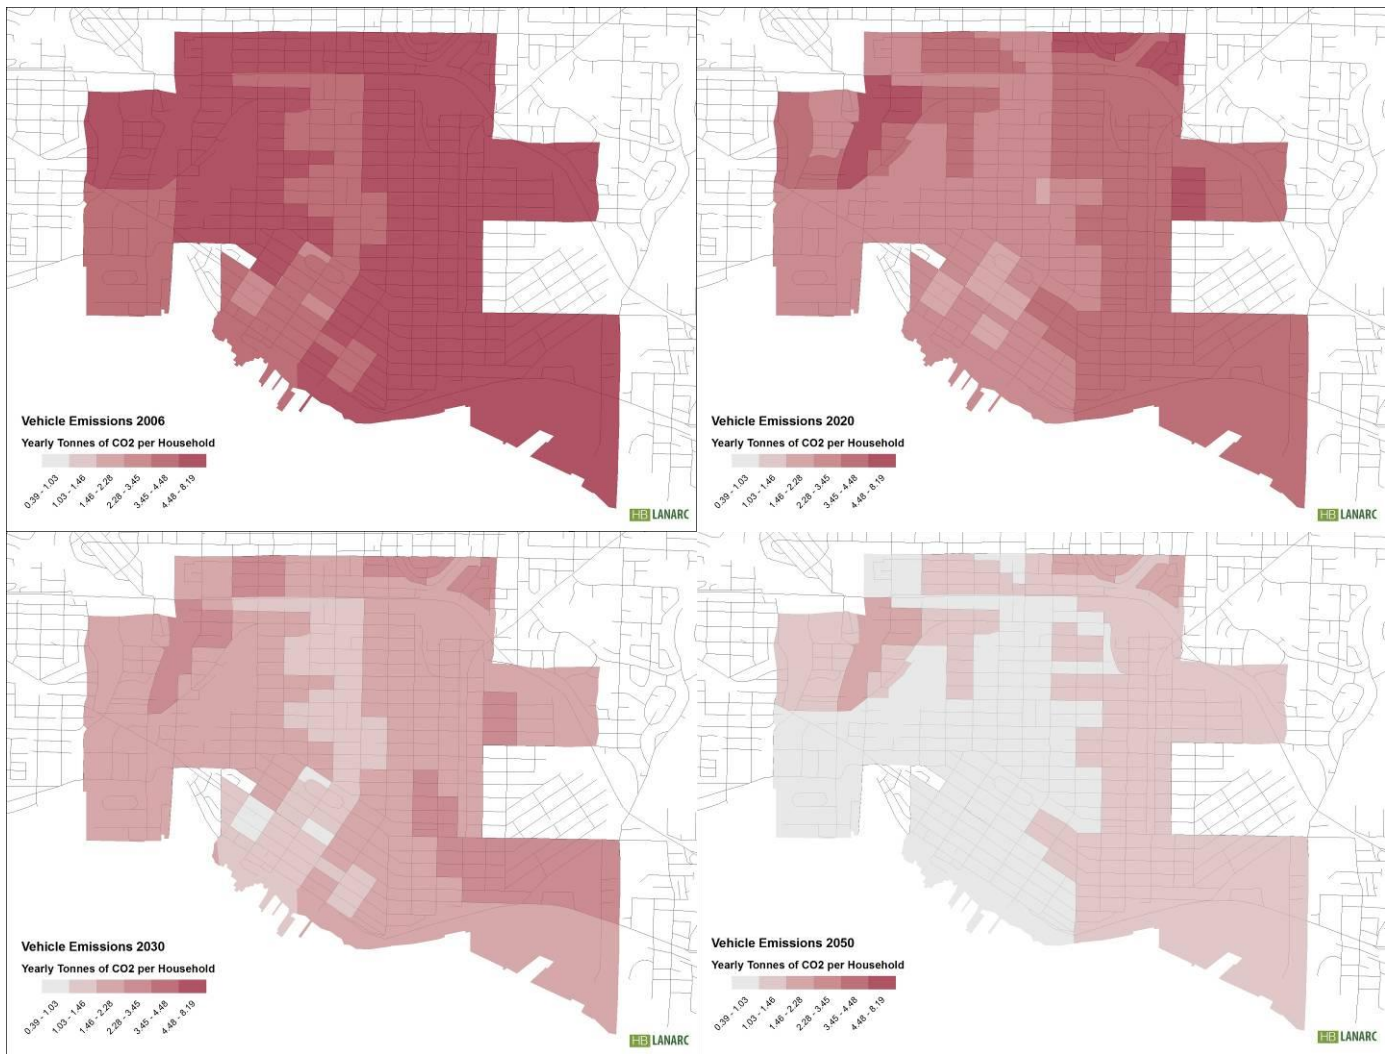 Vehicle Emissions 2006
Yearly Tonnes of CO2 per Household
0.39 - 1.03
1.03 - 1.46
1.46 - 2.28
2.28 - 3.45
3.45 - 4.48
4.48 - 8.19
HB LANARC
Vehicle Emissions 2020
Yearly Tonnes of CO2 per Household
0.39 - 1.03
1.03 - 1.46
1.46 - 2.28
2.28 - 3.45
3.45 - 4.48
4.48 - 8.19
HB LANARC
Vehicle Emissions 2030
Yearly Tonnes of CO2 per Household
0.39 - 1.03
1.03 - 1.46
1.46 - 2.28
2.28 - 3.45
3.45 - 4.48
4.48 - 8.19
HB LANARC
Vehicle Emissions 2050
Yearly Tonnes of CO2 per Household
0.39 - 1.03
1.03 - 1.46
1.46 - 2.28
2.28 - 3.45
3.45 - 4.48
4.48 - 8.19
HB LANARC